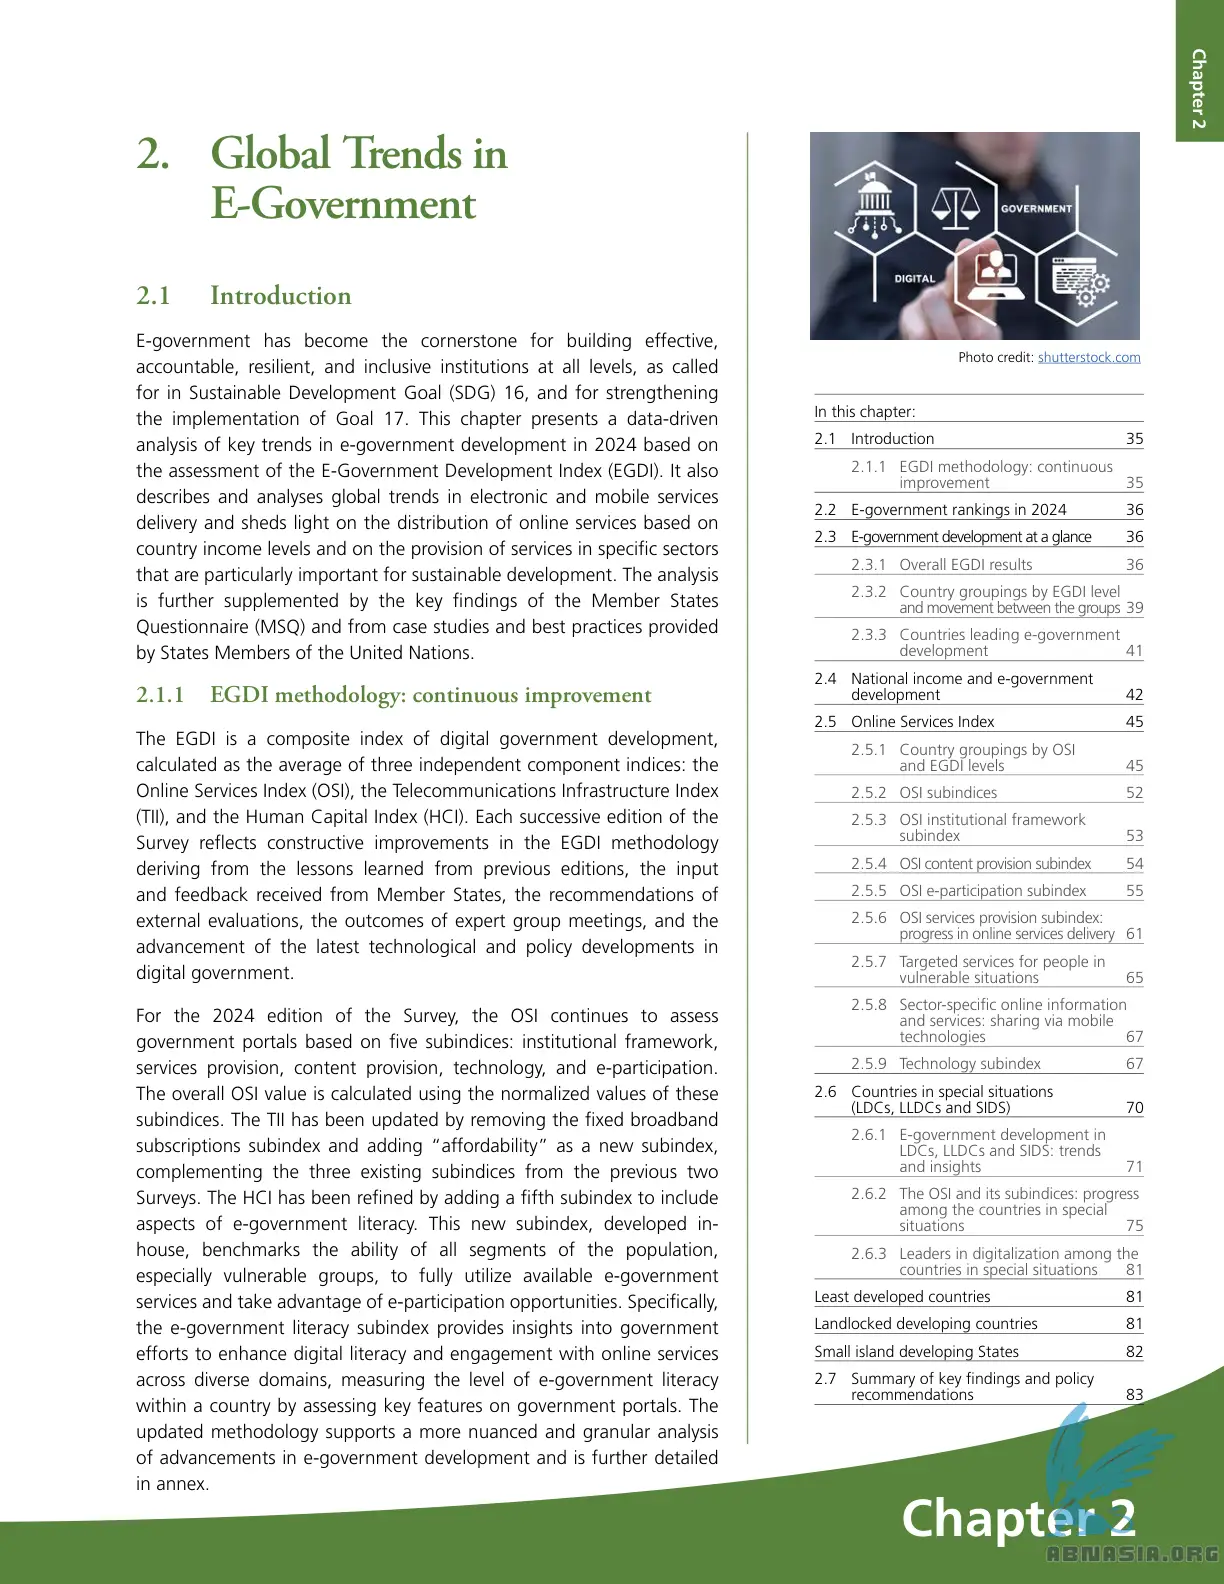 Chapter 2
2. Global Trends in
E-Government
2.1 Introduction
E-government has become the cornerstone for building effective,
accountable, resilient, and inclusive institutions at all levels, as called
for in Sustainable Development Goal (SDG) 16, and for strengthening
the implementation of Goal 17. This chapter presents a data-driven
analysis of key trends in e-government development in 2024 based on
the assessment of the E-Government Development Index (EGDI). It also
describes and analyses global trends in electronic and mobile services
delivery and sheds light on the distribution of online services based on
country income levels and on the provision of services in specific sectors
that are particularly important for sustainable development. The analysis
is further supplemented by the key findings of the Member States
Questionnaire (MSQ) and from case studies and best practices provided
by States Members of the United Nations.
2.1.1 EGDI methodology: continuous improvement
The EGDI is a composite index of digital government development,
calculated as the average of three independent component indices: the
Online Services Index (OSI), the Telecommunications Infrastructure Index
(TII), and the Human Capital Index (HCI). Each successive edition of the
Survey reflects constructive improvements in the EGDI methodology
deriving from the lessons learned from previous editions, the input
and feedback received from Member States, the recommendations of
external evaluations, the outcomes of expert group meetings, and the
advancement of the latest technological and policy developments in
digital government.
For the 2024 edition of the Survey, the OSI continues to assess
government portals based on five subindices: institutional framework,
services provision, content provision, technology, and e-participation.
The overall OSI value is calculated using the normalized values of these
subindices. The TII has been updated by removing the fixed broadband
subscriptions subindex and adding “affordability” as a new subindex,
complementing the three existing subindices from the previous two
Surveys. The HCI has been refined by adding a fifth subindex to include
aspects of e-government literacy. This new subindex, developed in-
house, benchmarks the ability of all segments of the population,
especially vulnerable groups, to fully utilize available e-government
services and take advantage of e-participation opportunities. Specifically,
the e-government literacy subindex provides insights into government
efforts to enhance digital literacy and engagement with online services
across diverse domains, measuring the level of e-government literacy
within a country by assessing key features on government portals. The
updated methodology supports a more nuanced and granular analysis
of advancements in e-government development and is further detailed
in annex.
GOVERNMENT
DIGITAL
Photo credit: shutterstock.com
In this chapter:
2.1 Introduction 35
2.1.1 EGDI methodology: continuous
improvement 35
2.2 E-government rankings in 2024 36
2.3 E-government development at a glance 36
2.3.1 Overall EGDI results 36
2.3.2 Country groupings by EGDI level
and movement between the groups 39
2.3.3 Countries leading e-government
development 41
2.4 National income and e-government
development 42
2.5 Online Services Index 45
2.5.1 Country groupings by OSI
and EGDI levels 45
2.5.2 OSI subindices 52
2.5.3 OSI institutional framework
subindex 53
2.5.4 OSI content provision subindex 54
2.5.5 OSI e-participation subindex 55
2.5.6 OSI services provision subindex:
progress in online services delivery 61
2.5.7 Targeted services for people in
vulnerable situations 65
2.5.8 Sector-specific online information
and services: sharing via mobile
technologies 67
2.5.9 Technology subindex 67
2.6 Countries in special situations
(LDCs, LLDCs and SIDS) 70
2.6.1 E-government development in
LDCs, LLDCs and SIDS: trends
and insights 71
2.6.2 The OSI and its subindices: progress
among the countries in special
situations 75
2.6.3 Leaders in digitalization among the
countries in special situations 81
Least developed countries 81
Landlocked developing countries 81
Small island developing States 82
2.7 Summary of key findings and policy
recommendations 83
Chapter 2
ABNASIA.ORG